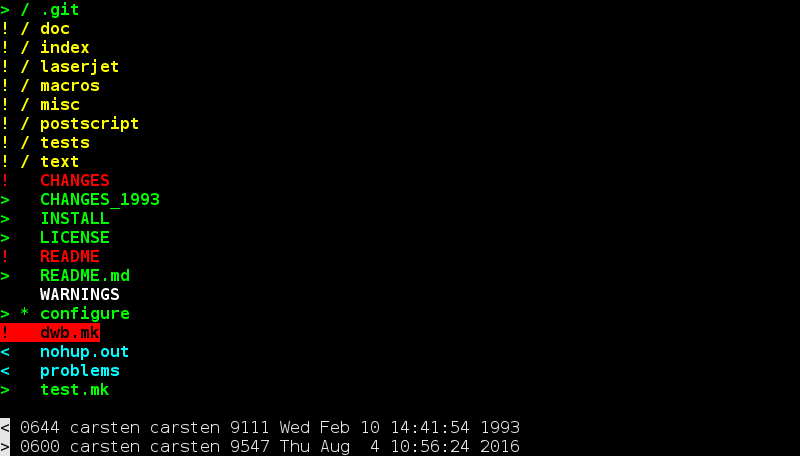 > / .git
! / doc
! / index
! / laserjet
! / macros
! / misc
! / postscript
! / tests
! / text
!   CHANGES
>   CHANGES_1993
>   INSTALL
>   LICENSE
!   README
>   README.md
    WARNINGS
> * configure
!   dwb.mk
<   nohup.out
<   problems
>   test.mk
< 0644 carsten carsten 9111 Wed Feb 10 14:41:54 1993
> 0600 carsten carsten 9547 Thu Aug  4 10:56:24 2016